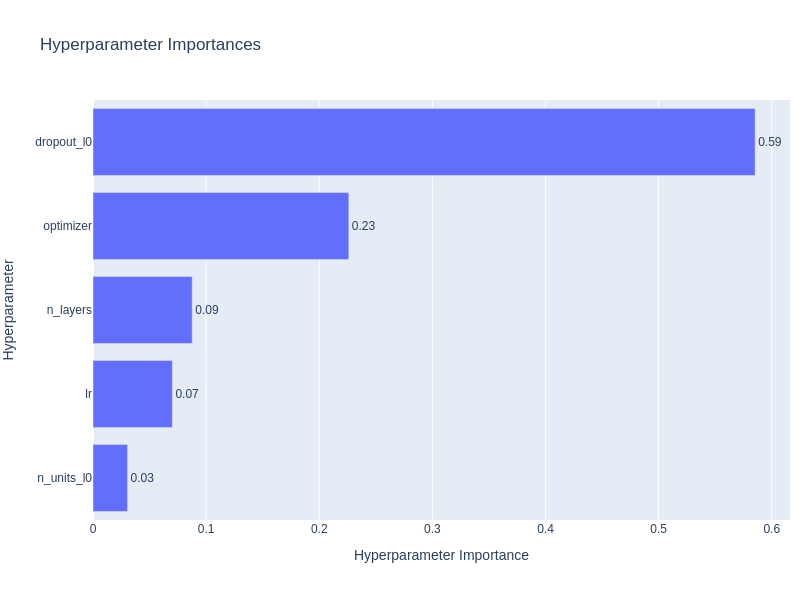 Hyperparameter Importances
Hyperparameter
dropout_l0
0.59
optimizer
0.23
n_layers
0.09
lr
0.07
n_units_l0
0.03
0
0.1
0.2
0.3
0.4
0.5
0.6
Hyperparameter Importance